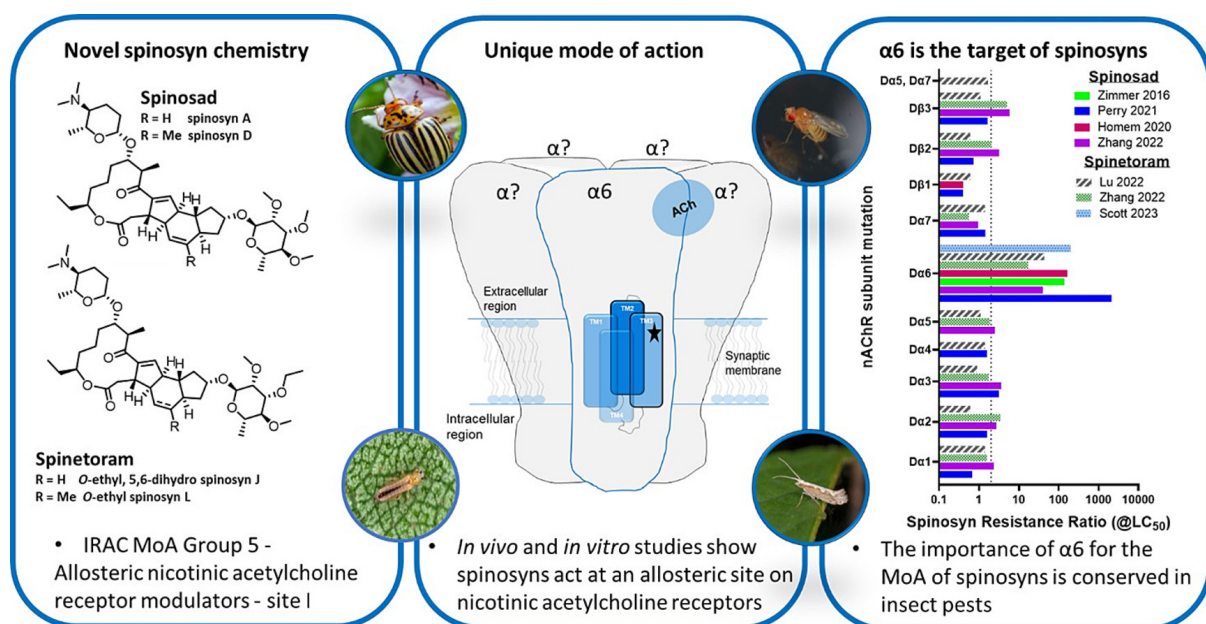 Novel spinosyn chemistry
Spinosad
R = H spinosyn A
R = Me spinosyn D
N
O
O
O
O
O
H
H
H
H
R
O
O
O
O
O
N
O
O
O
O
O
H
H
H
H
R
O
O
O
O
O
Spinetoram
R = H O-ethyl, 5,6-dihydro spinosyn J
R = Me O-ethyl spinosyn L
• IRAC MoA Group 5 -
Allosteric nicotinic acetylcholine
receptor modulators - site I
Unique mode of action
α? α?
α? α6 α?
ACh
Extracellular
region
TM1 TM2 TM3
TM4
Synaptic
membrane
Intracellular
region
• In vivo and in vitro studies show
spinosyns act at an allosteric site on
nicotinic acetylcholine receptors
α6 is the target of spinosyns
nAChR subunit mutation
Dα5, Dα7
Dβ3
Dβ2
Dβ1
Dα7
Dα6
Dα5
Dα4
Dα3
Dα2
Dα1
Spinosad
Zimmer 2016
Perry 2021
Homem 2020
Zhang 2022
Spinetoram
Lu 2022
Zhang 2022
Scott 2023
0.1 1 10 100 1000 10000
Spinosyn Resistance Ratio (@LC50)
• The importance of α6 for the
MoA of spinosyns is conserved in
insect pests